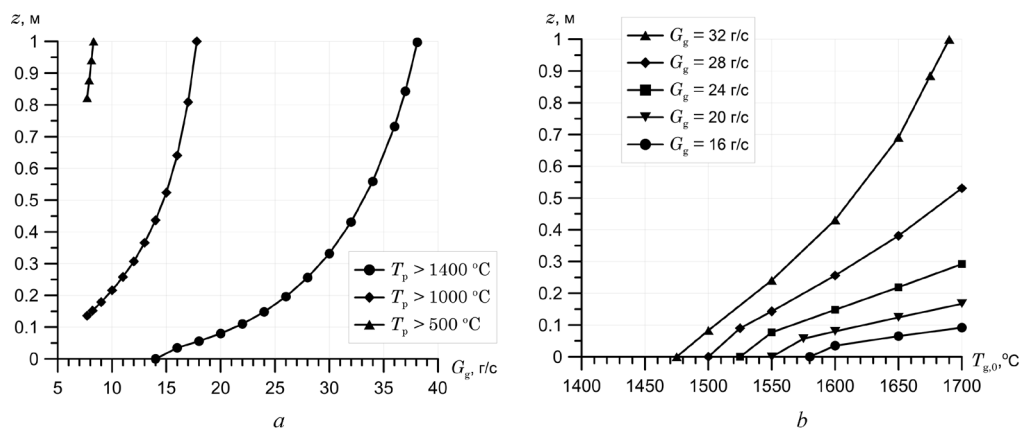 z, м
1
0.9
0.8
0.7
0.6
0.5
0.4
0.3
0.2
0.1
0
5 10 15 20 25 30 35 40
G_g, г/с
T_p > 1400 °C
T_p > 1000 °C
T_p > 500 °C
a
z, м
1
0.9
0.8
0.7
0.6
0.5
0.4
0.3
0.2
0.1
0
1400 1450 1500 1550 1600 1650 1700
T_g,0, °C
G_g = 32 г/с
G_g = 28 г/с
G_g = 24 г/с
G_g = 20 г/с
G_g = 16 г/с
b